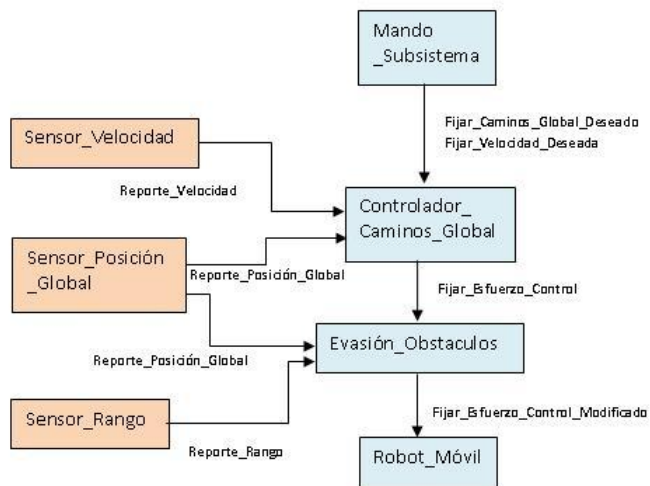 Mando
_Subsistema
Fijar_Caminos_Global_Deseado
Fijar_Velocidad_Deseada
Sensor_Velocidad
Reporte_Velocidad
Controlador_
Caminos_Global
Sensor_Posición
_Global
Reporte_Posición_Global
Fijar_Esfuerzo_Control
Evasión_Obstaculos
Reporte_Posición_Global
Sensor_Rango
Fijar_Esfuerzo_Control_Modificado
Reporte_Rango
Robot_Móvil